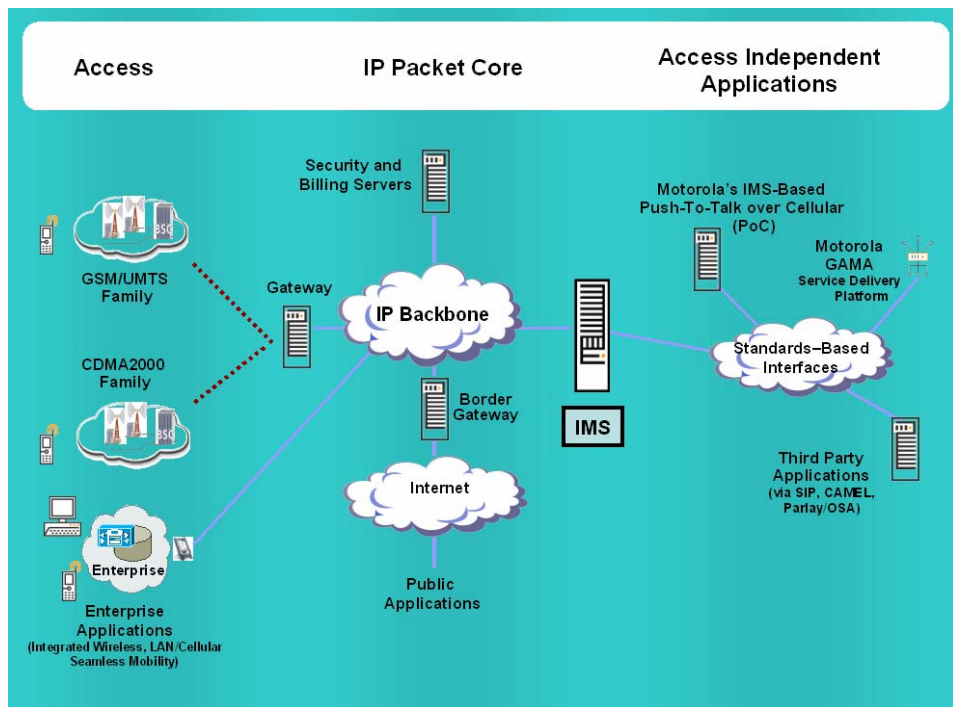 Access
IP Packet Core
Access Independent
Applications
Security and
Billing Servers
Motorola's IMS-Based
Push-To-Talk over Cellular
(PoC)
Motorola
GAMA
Service Delivery
Platform
BSC
GSM/UMTS
Family
Gateway
IP Backbone
Standards–Based
Interfaces
CDMA2000
Family
BSC
Border
Gateway
IMS
Internet
Third Party
Applications
(via SIP, CAMEL,
Parlay/OSA)
Enterprise
Public
Applications
Enterprise
Applications
(Integrated Wireless, LAN/Cellular
Seamless Mobility)